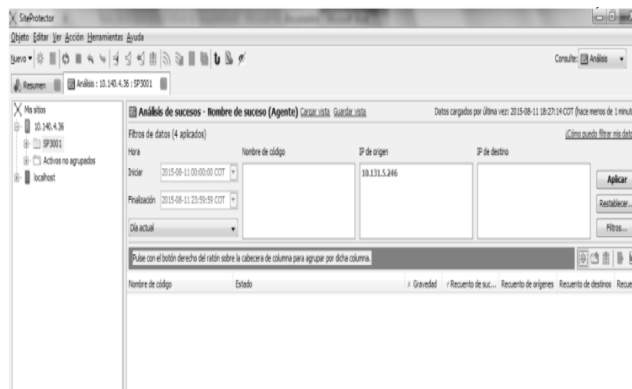 SiteProtector
Objeto Editar Ver Acción Herramientas Ayuda
Nuevo Consulte: Análisis
Resumen Análisis : 10.140.4.36 : SP3001
Mis sitios
10.140.4.36
SP3001
Activos no agrupados
localhost
Análisis de sucesos - Nombre de suceso (Agente) Cargar vista Guardar vista Datos cargados por última vez: 2015-08-11 18:27:14 COT (hace menos de 1 minut
Filtros de datos (4 aplicados) ¿Cómo puedo filtrar mis dato
Hora Nombre de código IP de origen IP de destino
Iniciar 2015-08-11 00:00:00 COT 10.131.5.246
Aplicar
Finalización 2015-08-11 23:59:59 COT
Restablecer...
Día actual Filtros...
Pulse con el botón derecho del ratón sobre la cabecera de columna para agrupar por dicha columna.
Nombre de código Estado Gravedad Recuento de suc... Recuento de orígenes Recuento de destinos Recue